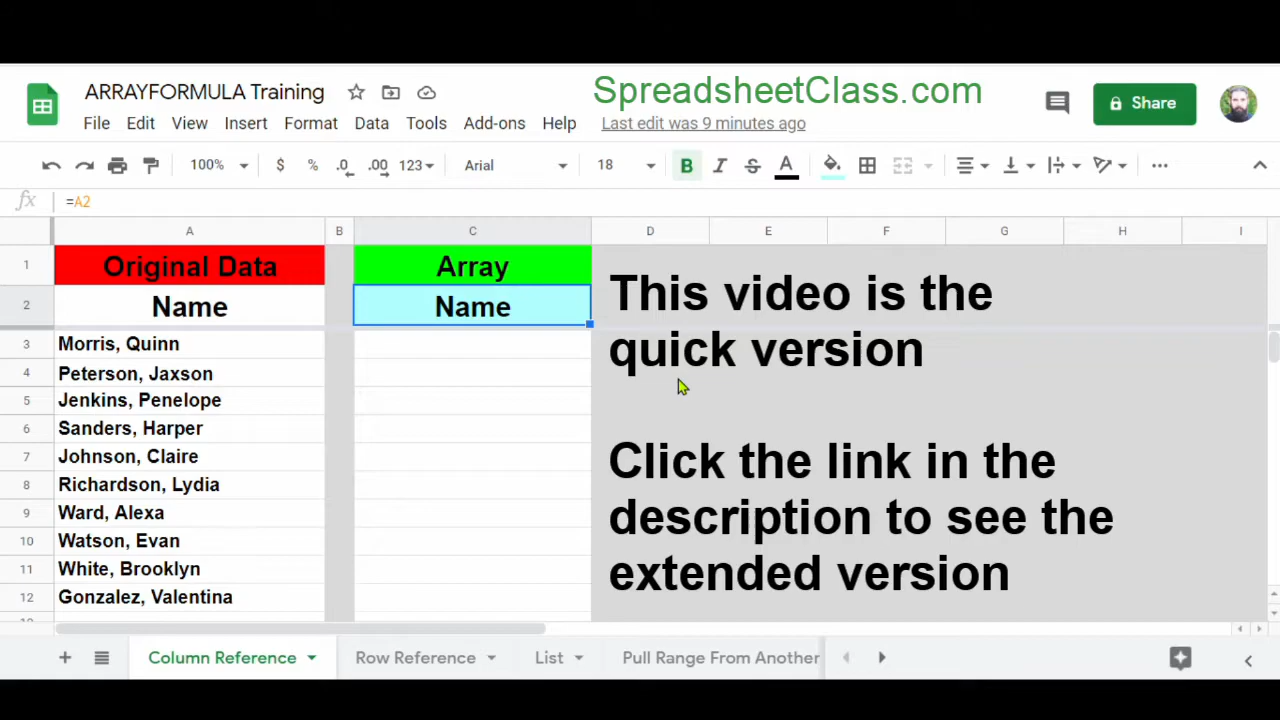 ARRAYFORMULA Training
SpreadsheetClass.com
Share
File Edit View Insert Format Data Tools Add-ons Help Last edit was 9 minutes ago
100% $ % .0 .00 123 Arial 18 B I S A
fx =A2
A B C D E F G H I
1 Original Data Array
2 Name Name
This video is the
quick version
3 Morris, Quinn
4 Peterson, Jaxson
5 Jenkins, Penelope
6 Sanders, Harper
7 Johnson, Claire
8 Richardson, Lydia
9 Ward, Alexa
10 Watson, Evan
11 White, Brooklyn
12 Gonzalez, Valentina
Click the link in the
description to see the
extended version
Column Reference Row Reference List Pull Range From Another